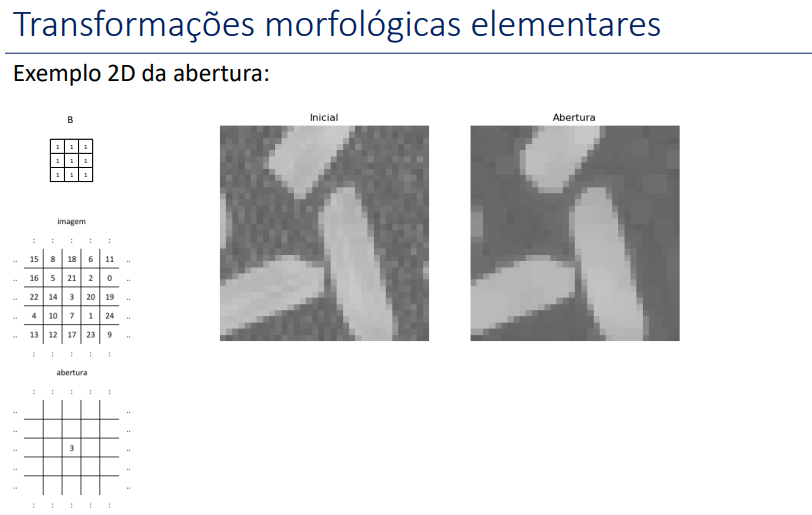 Transformações morfológicas elementares
Exemplo 2D da abertura:
B
1 1 1
1 1 1
1 1 1
imagem
: : : : :
.. 15 8 18 6 11 ..
.. 16 5 21 2 0 ..
.. 22 14 3 20 19 ..
.. 4 10 7 1 24 ..
.. 13 12 17 23 9 ..
: : : : :
abertura
: : : : :
.. ..
.. ..
.. 3 ..
.. ..
.. ..
: : : : :
Inicial
Abertura